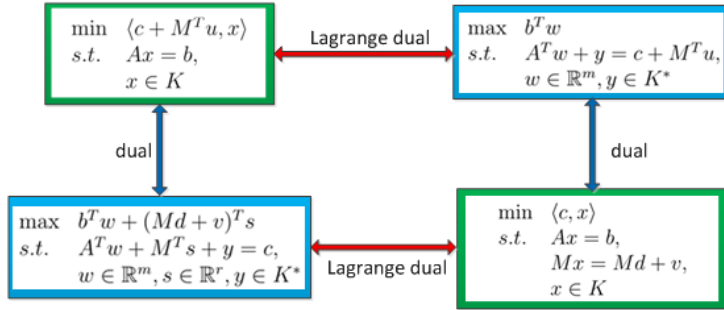 min ⟨c + M^T u, x⟩
s.t. Ax = b,
x ∈ K
Lagrange dual
max b^T w
s.t. A^T w + y = c + M^T u,
w ∈ ℝ^m, y ∈ K*
dual
dual
max b^T w + (Md + v)^T s
s.t. A^T w + M^T s + y = c,
w ∈ ℝ^m, s ∈ ℝ^r, y ∈ K*
Lagrange dual
min ⟨c, x⟩
s.t. Ax = b,
Mx = Md + v,
x ∈ K